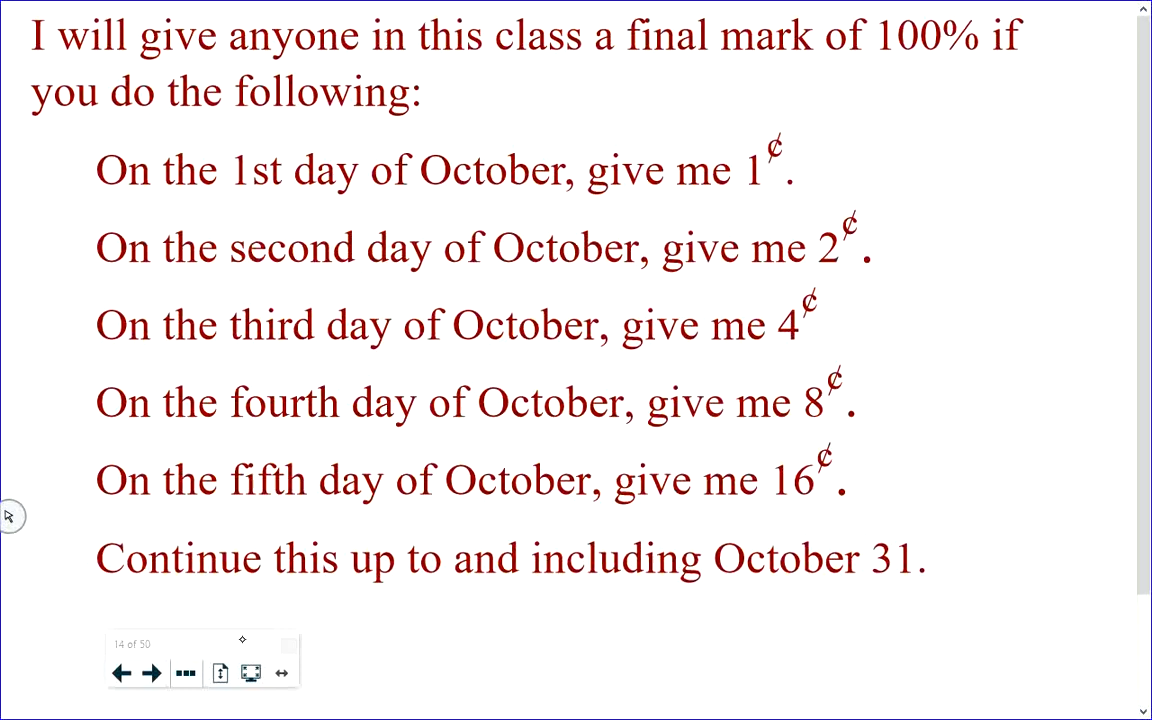 I will give anyone in this class a final mark of 100% if
you do the following:
On the 1st day of October, give me 1¢.
On the second day of October, give me 2¢.
On the third day of October, give me 4¢
On the fourth day of October, give me 8¢.
On the fifth day of October, give me 16¢.
Continue this up to and including October 31.
14 of 50